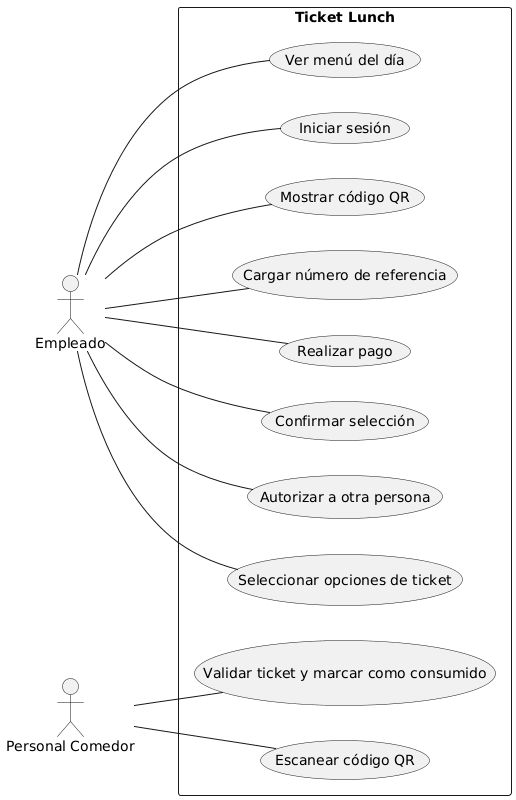 Ticket Lunch
Ver menú del día
Iniciar sesión
Mostrar código QR
Cargar número de referencia
Empleado
Realizar pago
Confirmar selección
Autorizar a otra persona
Seleccionar opciones de ticket
Validar ticket y marcar como consumido
Personal Comedor
Escanear código QR